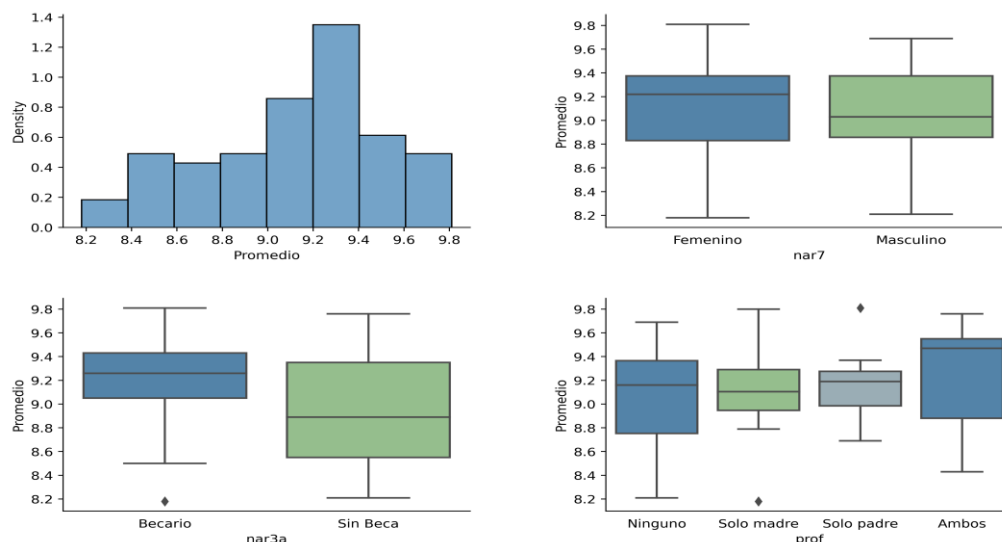 1.4
1.2
1.0
0.8
0.6
0.4
0.2
0.0
Density
8.2 8.4 8.6 8.8 9.0 9.2 9.4 9.6 9.8
Promedio
9.8
9.6
9.4
9.2
9.0
8.8
8.6
8.4
8.2
Promedio
Femenino Masculino
nar7
9.8
9.6
9.4
9.2
9.0
8.8
8.6
8.4
8.2
Promedio
Becario Sin Beca
nar3a
9.8
9.6
9.4
9.2
9.0
8.8
8.6
8.4
8.2
Promedio
Ninguno Solo madre Solo padre Ambos
prof